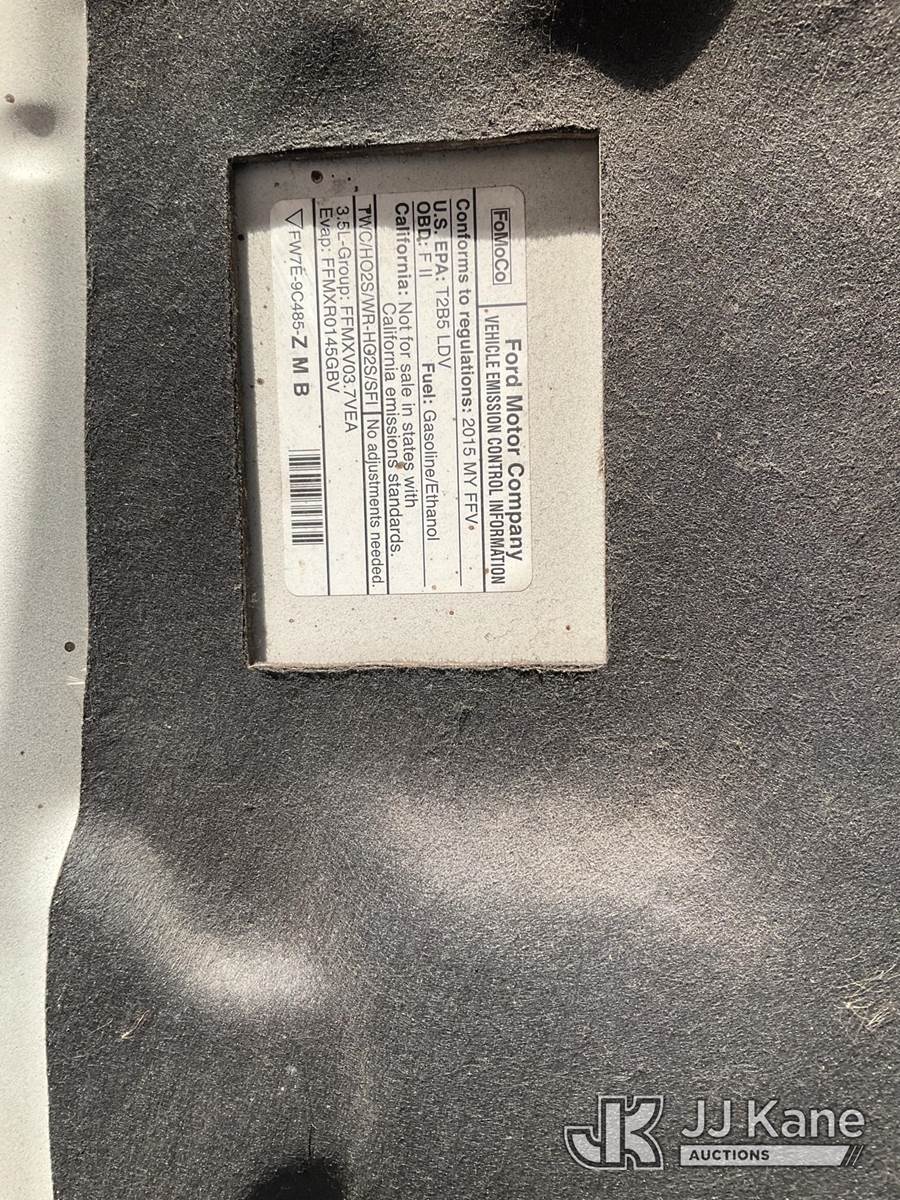 FoMoCo
Ford Motor Company
VEHICLE EMISSION CONTROL INFORMATION
Conforms to regulations: 2015 MY FFV
U.S. EPA: T2B5 LDV
OBD: F II Fuel: Gasoline/Ethanol
California: Not for sale in states with
California emissions standards.
TWC/HO2S/WR-HO2S/SFI No adjustments needed.
3.5L-Group: FFMXV03.7VEA
Evap: FFMXR0145GBV
FW7E-9C485-Z M B
JK JJ Kane
AUCTIONS